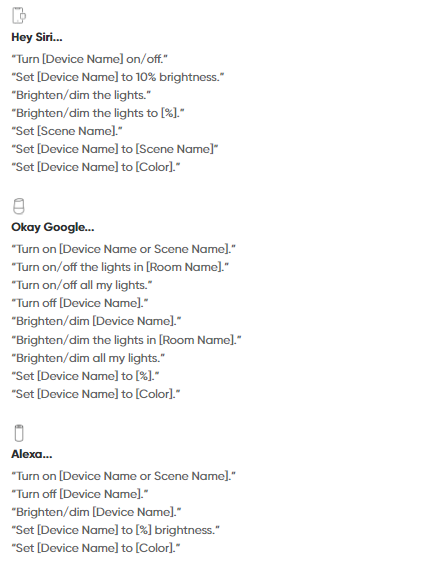 Hey Siri...
“Turn [Device Name] on/off.”
“Set [Device Name] to 10% brightness.”
“Brighten/dim the lights.”
“Brighten/dim the lights to [%].”
“Set [Scene Name].”
“Set [Device Name] to [Scene Name]”
“Set [Device Name] to [Color].”
Okay Google...
“Turn on [Device Name or Scene Name].”
“Turn on/off the lights in [Room Name].”
“Turn on/off all my lights.”
“Turn off [Device Name].”
“Brighten/dim [Device Name].”
“Brighten/dim the lights in [Room Name].”
“Brighten/dim all my lights.”
“Set [Device Name] to [%].”
“Set [Device Name] to [Color].”
Alexa...
“Turn on [Device Name or Scene Name].”
“Turn off [Device Name].”
“Brighten/dim [Device Name].”
“Set [Device Name] to [%] brightness.”
“Set [Device Name] to [Color].”